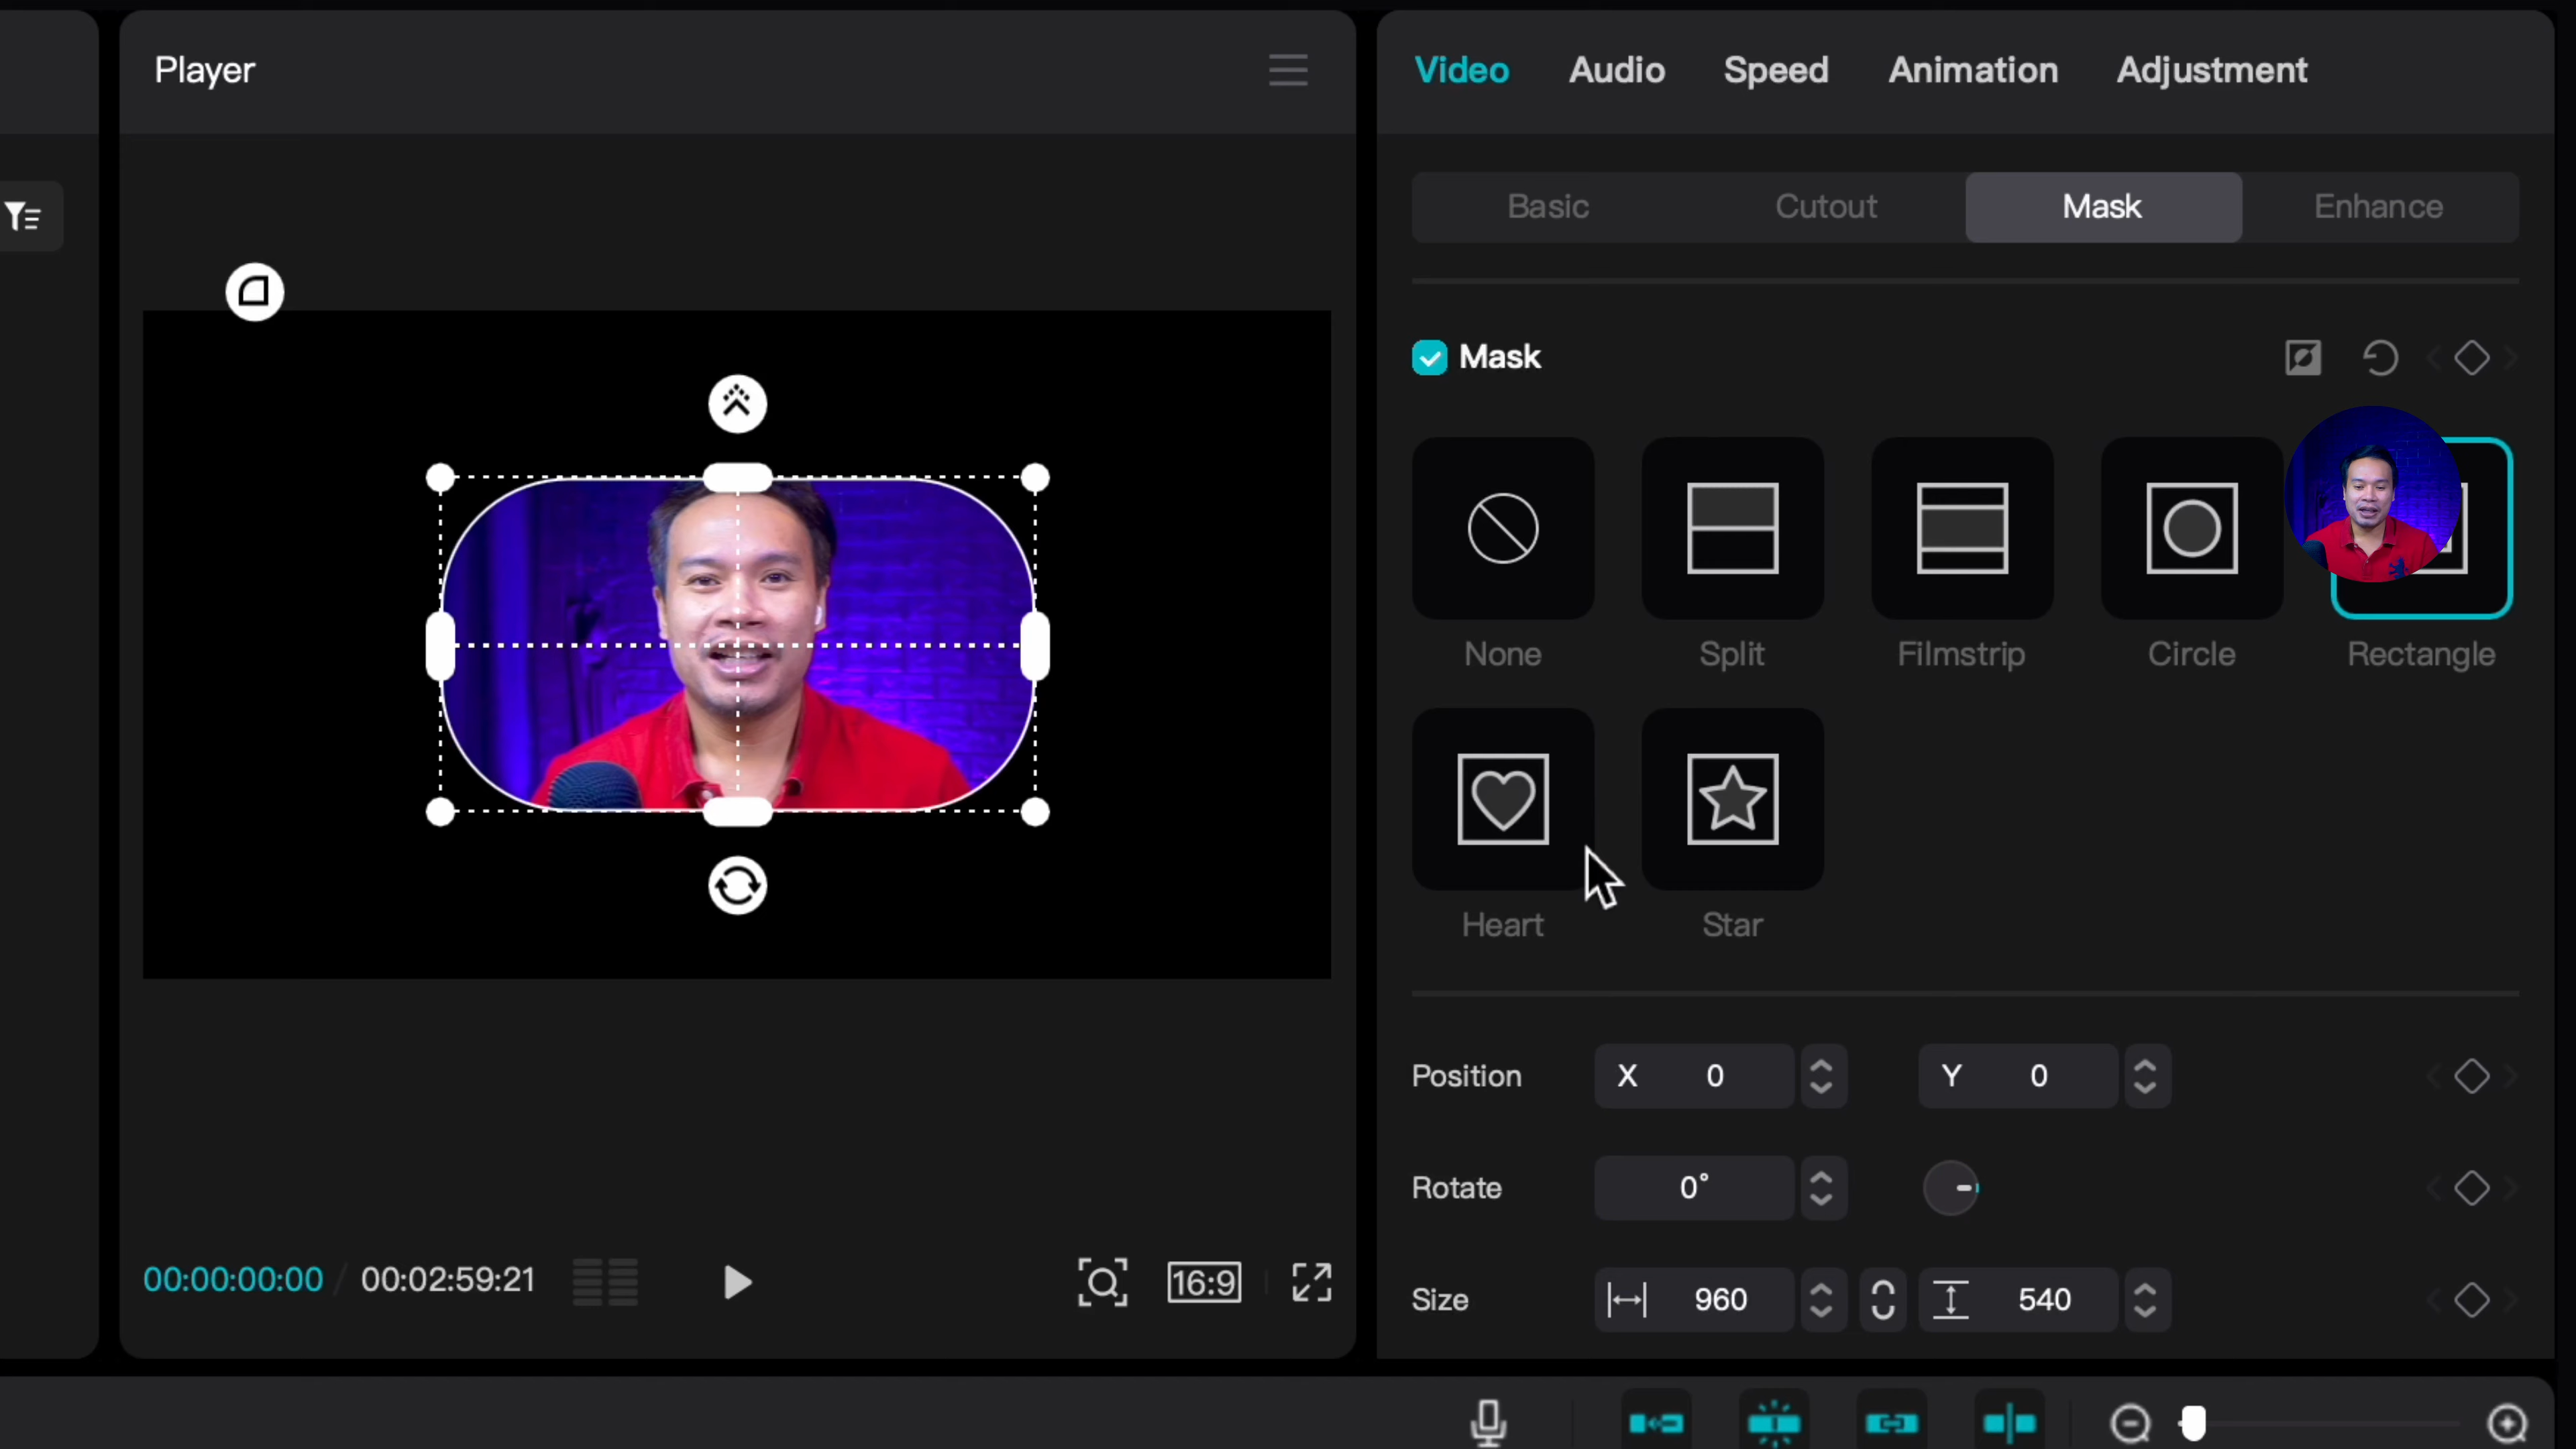 Player
Video Audio Speed Animation Adjustment
Basic Cutout Mask Enhance
Mask
None Split Filmstrip Circle Rectangle
Heart Star
Position X 0 Y 0
Rotate 0°
Size 960 540
00:00:00:00 / 00:02:59:21
16:9